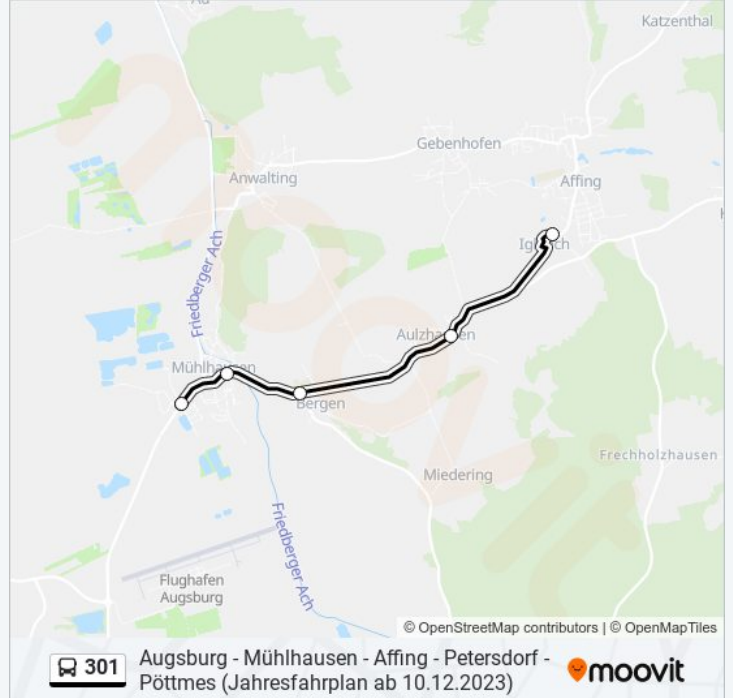 Au
Katzenthal
Gebenhofen
Anwalting
Affing
Friedberger Ach
Aulzhausen
Mühlhausen
Bergen
Frechholzhausen
Miedering
Friedberger Ach
Flughafen
Augsburg
© OpenStreetMap contributors | © OpenMapTiles
301
Augsburg - Mühlhausen - Affing - Petersdorf -
Pöttmes (Jahresfahrplan ab 10.12.2023)
moovit